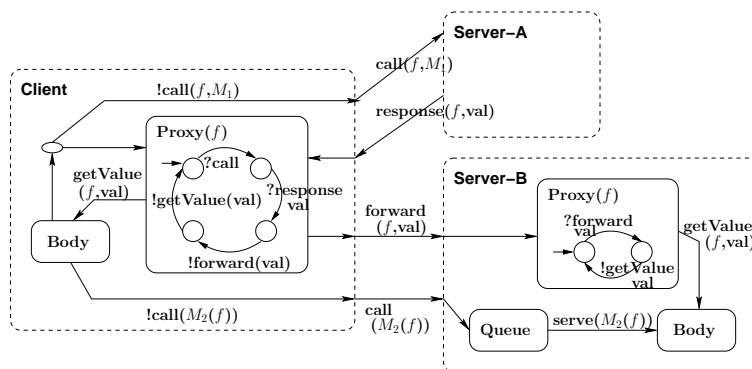 Server-A
call(f,M₁)
Client
!call(f,M₁)
response(f,val)
Proxy(f)
?call
getValue
(f,val)
?response
val
!getValue(val)
!forward(val)
Body
forward
(f,val)
Server-B
Proxy(f)
?forward
val
!getValue
val
getValue
(f,val)
!call(M₂(f))
call
(M₂(f))
Queue
serve(M₂(f))
Body